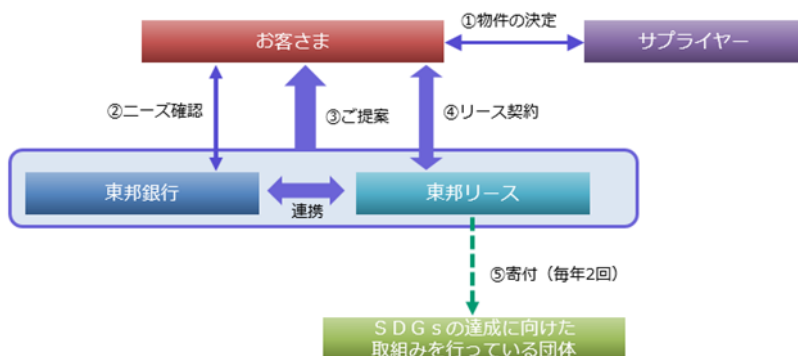 ①物件の決定
お客さま
サプライヤー
②ニーズ確認
③ご提案
④リース契約
東邦銀行
連携
東邦リース
⑤寄付（毎年2回）
ＳＤＧｓの達成に向けた
取組みを行っている団体